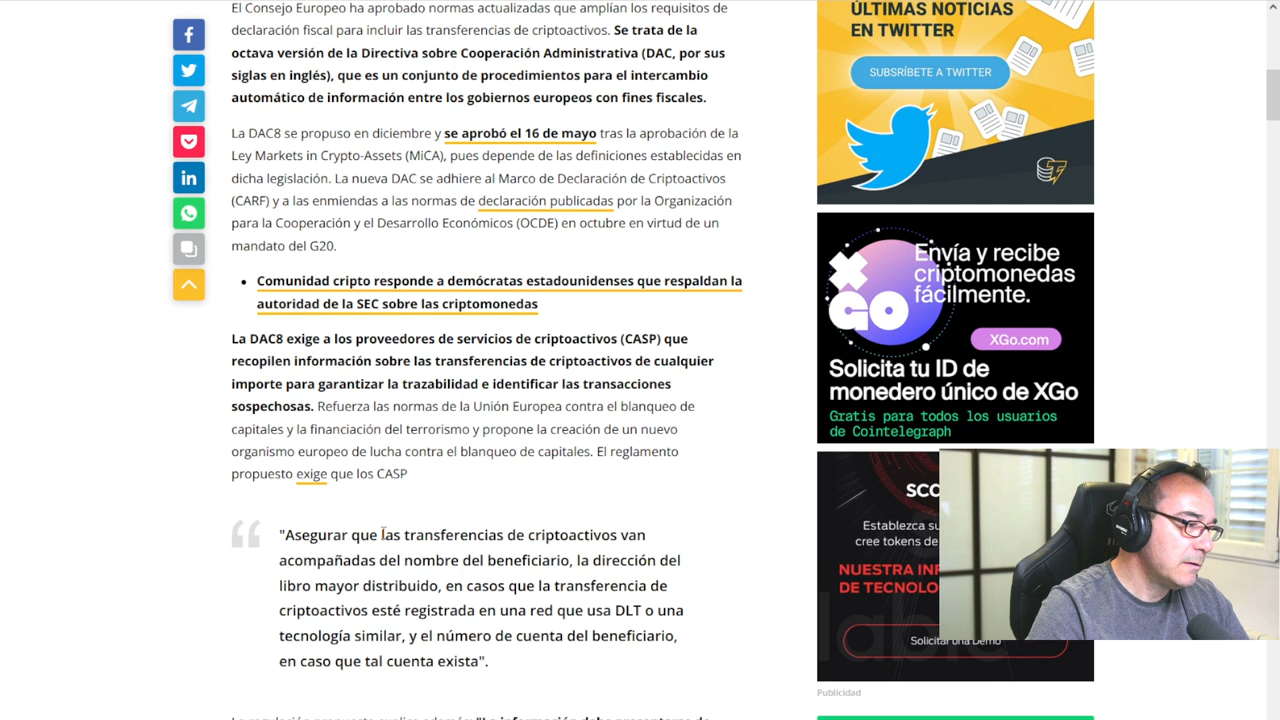 El Consejo Europeo ha aprobado normas actualizadas que amplían los requisitos de
declaración fiscal para incluir las transferencias de criptoactivos. Se trata de la
octava versión de la Directiva sobre Cooperación Administrativa (DAC, por sus
siglas en inglés), que es un conjunto de procedimientos para el intercambio
automático de información entre los gobiernos europeos con fines fiscales.
La DAC8 se propuso en diciembre y se aprobó el 16 de mayo tras la aprobación de la
Ley Markets in Crypto-Assets (MiCA), pues depende de las definiciones establecidas en
dicha legislación. La nueva DAC se adhiere al Marco de Declaración de Criptoactivos
(CARF) y a las enmiendas a las normas de declaración publicadas por la Organización
para la Cooperación y el Desarrollo Económicos (OCDE) en octubre en virtud de un
mandato del G20.
Comunidad cripto responde a demócratas estadounidenses que respaldan la
autoridad de la SEC sobre las criptomonedas
La DAC8 exige a los proveedores de servicios de criptoactivos (CASP) que
recopilen información sobre las transferencias de criptoactivos de cualquier
importe para garantizar la trazabilidad e identificar las transacciones
sospechosas. Refuerza las normas de la Unión Europea contra el blanqueo de
capitales y la financiación del terrorismo y propone la creación de un nuevo
organismo europeo de lucha contra el blanqueo de capitales. El reglamento
propuesto exige que los CASP
"Asegurar que las transferencias de criptoactivos van
acompañadas del nombre del beneficiario, la dirección del
libro mayor distribuido, en casos que la transferencia de
criptoactivos esté registrada en una red que usa DLT o una
tecnología similar, y el número de cuenta del beneficiario,
en caso que tal cuenta exista".
ÚLTIMAS NOTICIAS
EN TWITTER
SUBSRÍBETE A TWITTER
XGO
Envía y recibe
criptomonedas
fácilmente.
XGo.com
Solicita tu ID de
monedero único de XGo
Gratis para todos los usuarios
de Cointelegraph
Establezca su
cree tokens de
NUESTRA
DE TECNOLO
Solicitar una Demo
Publicidad